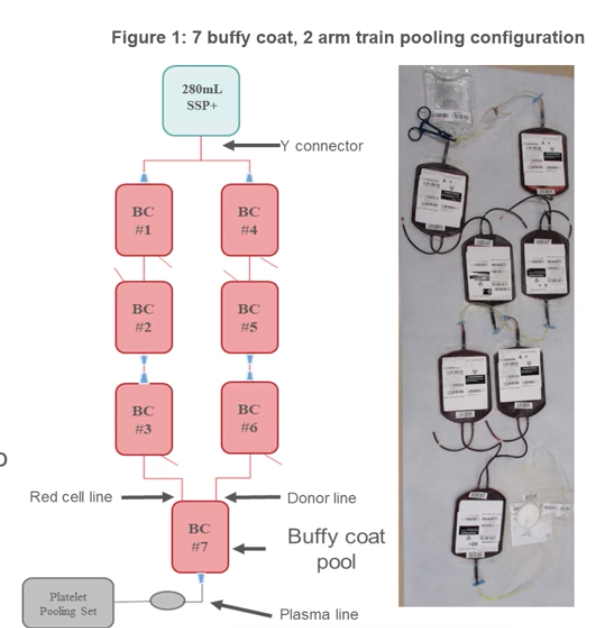 Figure 1: 7 buffy coat, 2 arm train pooling configuration
280mL
SSP+
Y connector
BC
#1
BC
#4
BC
#2
BC
#5
BC
#3
BC
#6
Red cell line
Donor line
BC
#7
Buffy coat
pool
Platelet
Pooling Set
Plasma line